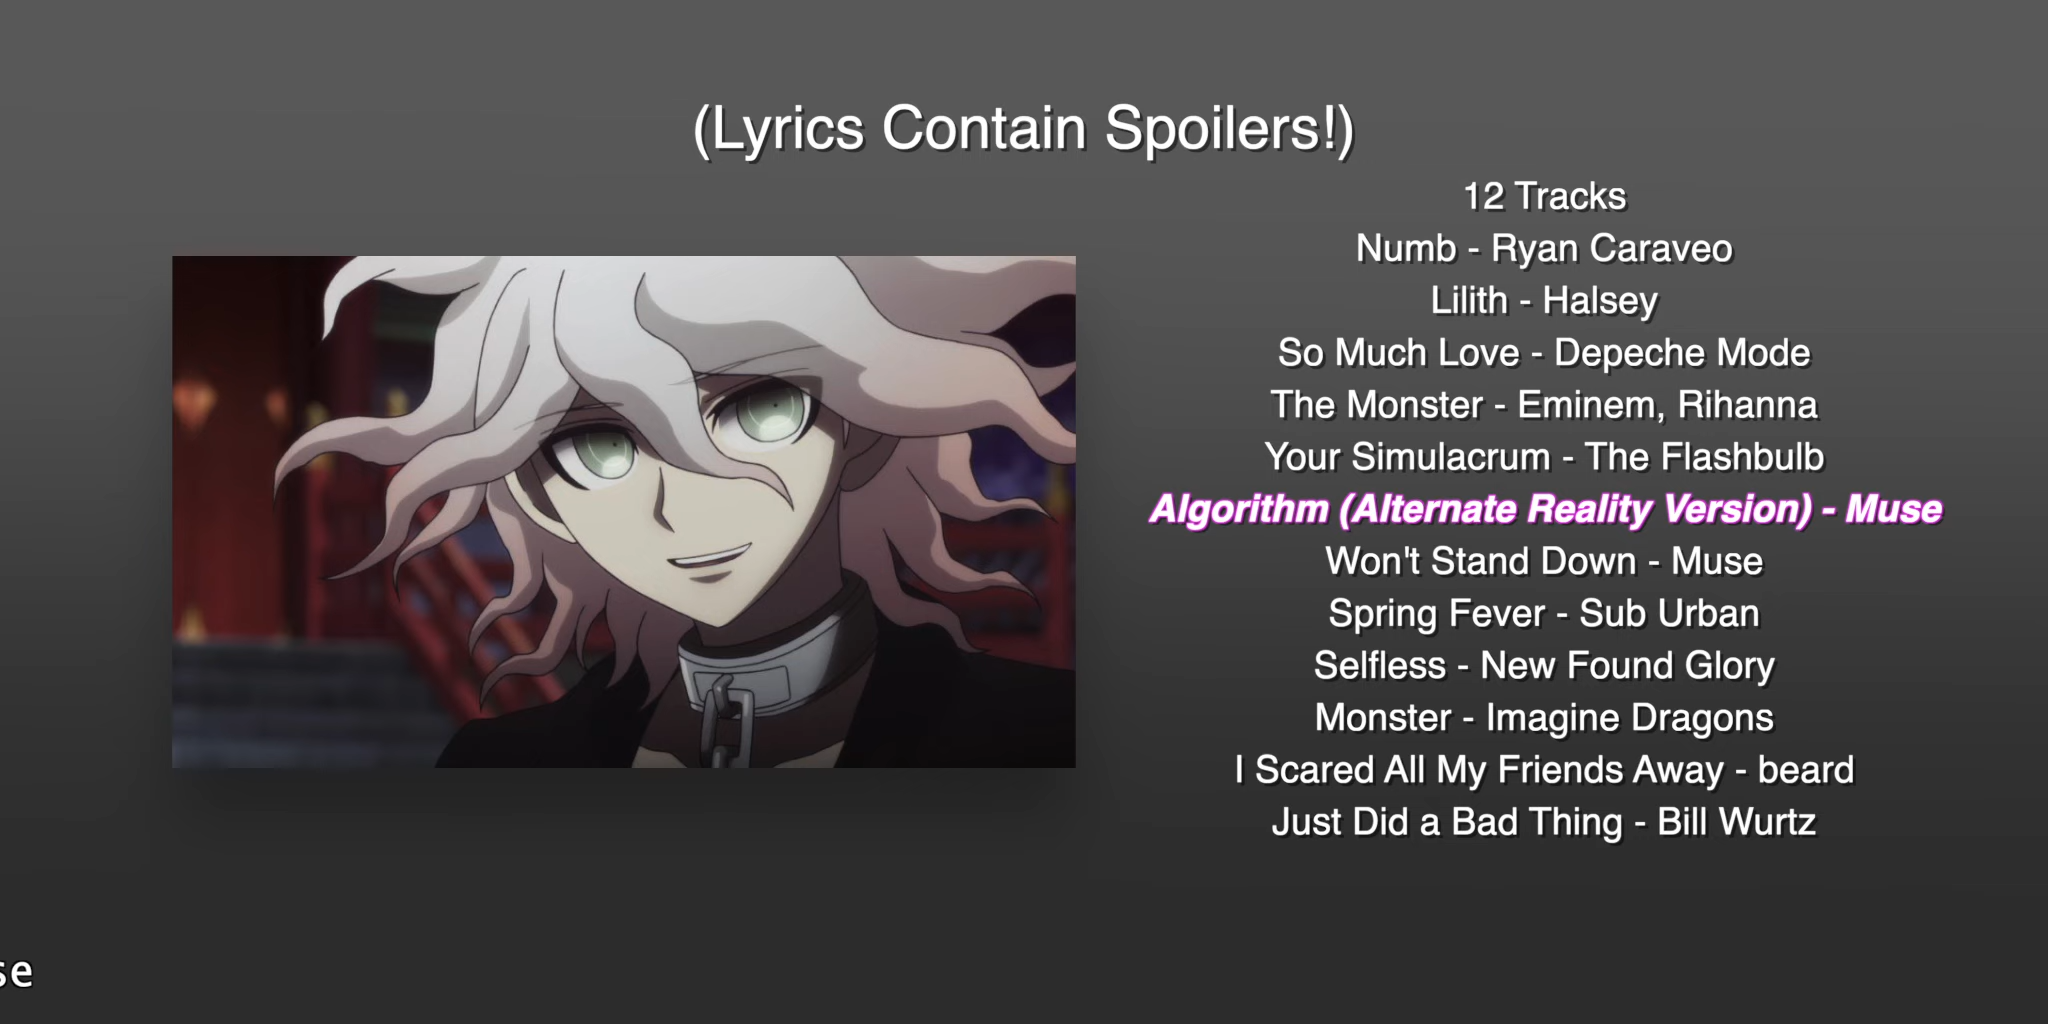 (Lyrics Contain Spoilers!)
12 Tracks
Numb - Ryan Caraveo
Lilith - Halsey
So Much Love - Depeche Mode
The Monster - Eminem, Rihanna
Your Simulacrum - The Flashbulb
Algorithm (Alternate Reality Version) - Muse
Won't Stand Down - Muse
Spring Fever - Sub Urban
Selfless - New Found Glory
Monster - Imagine Dragons
I Scared All My Friends Away - beard
Just Did a Bad Thing - Bill Wurtz
se